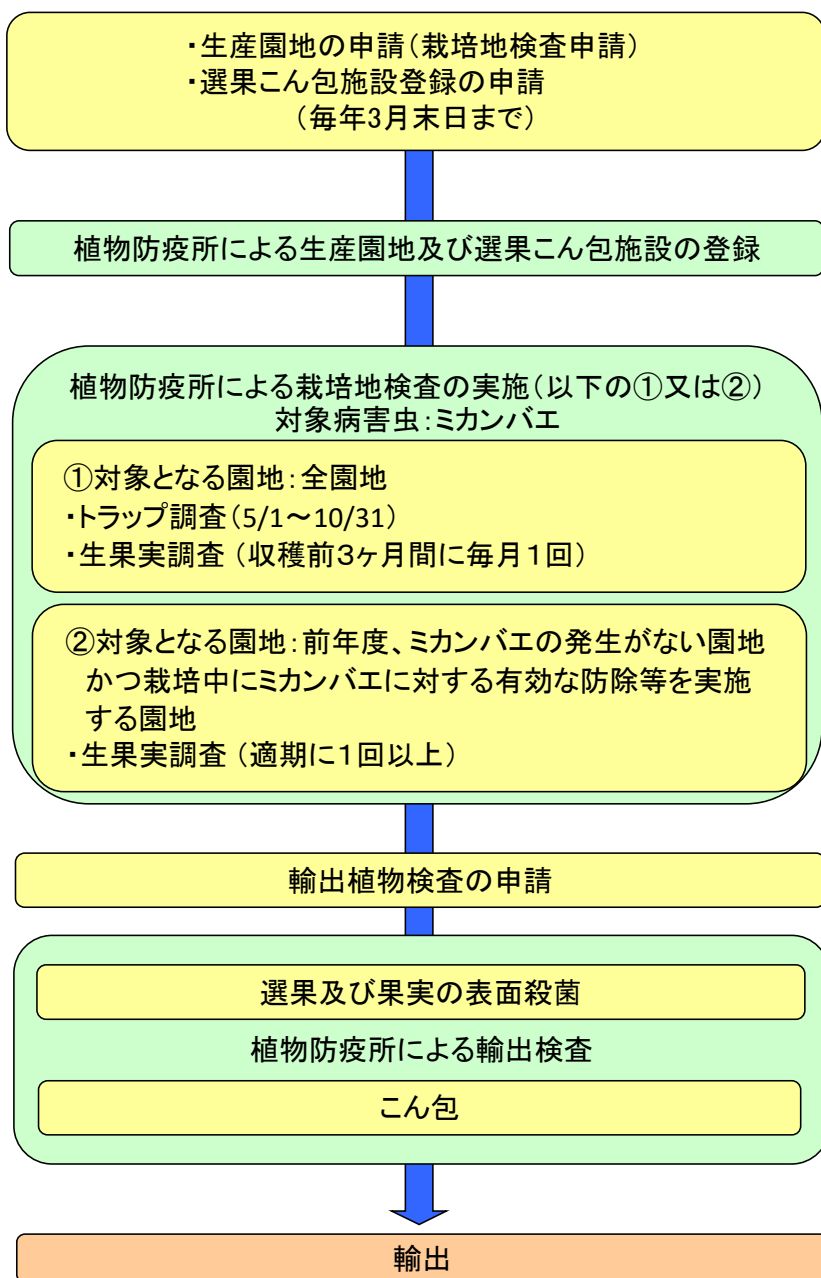 ・生産園地の申請(栽培地検査申請)
・選果こん包施設登録の申請
(毎年3月末日まで)
植物防疫所による生産園地及び選果こん包施設の登録
植物防疫所による栽培地検査の実施(以下の①又は②)
対象病害虫:ミカンバエ
①対象となる園地:全園地
・トラップ調査(5/1～10/31)
・生果実調査 (収穫前3ヶ月間に毎月1回)
②対象となる園地:前年度、ミカンバエの発生がない園地
かつ栽培中にミカンバエに対する有効な防除等を実施
する園地
・生果実調査 (適期に1回以上)
輸出植物検査の申請
選果及び果実の表面殺菌
植物防疫所による輸出検査
こん包
輸出